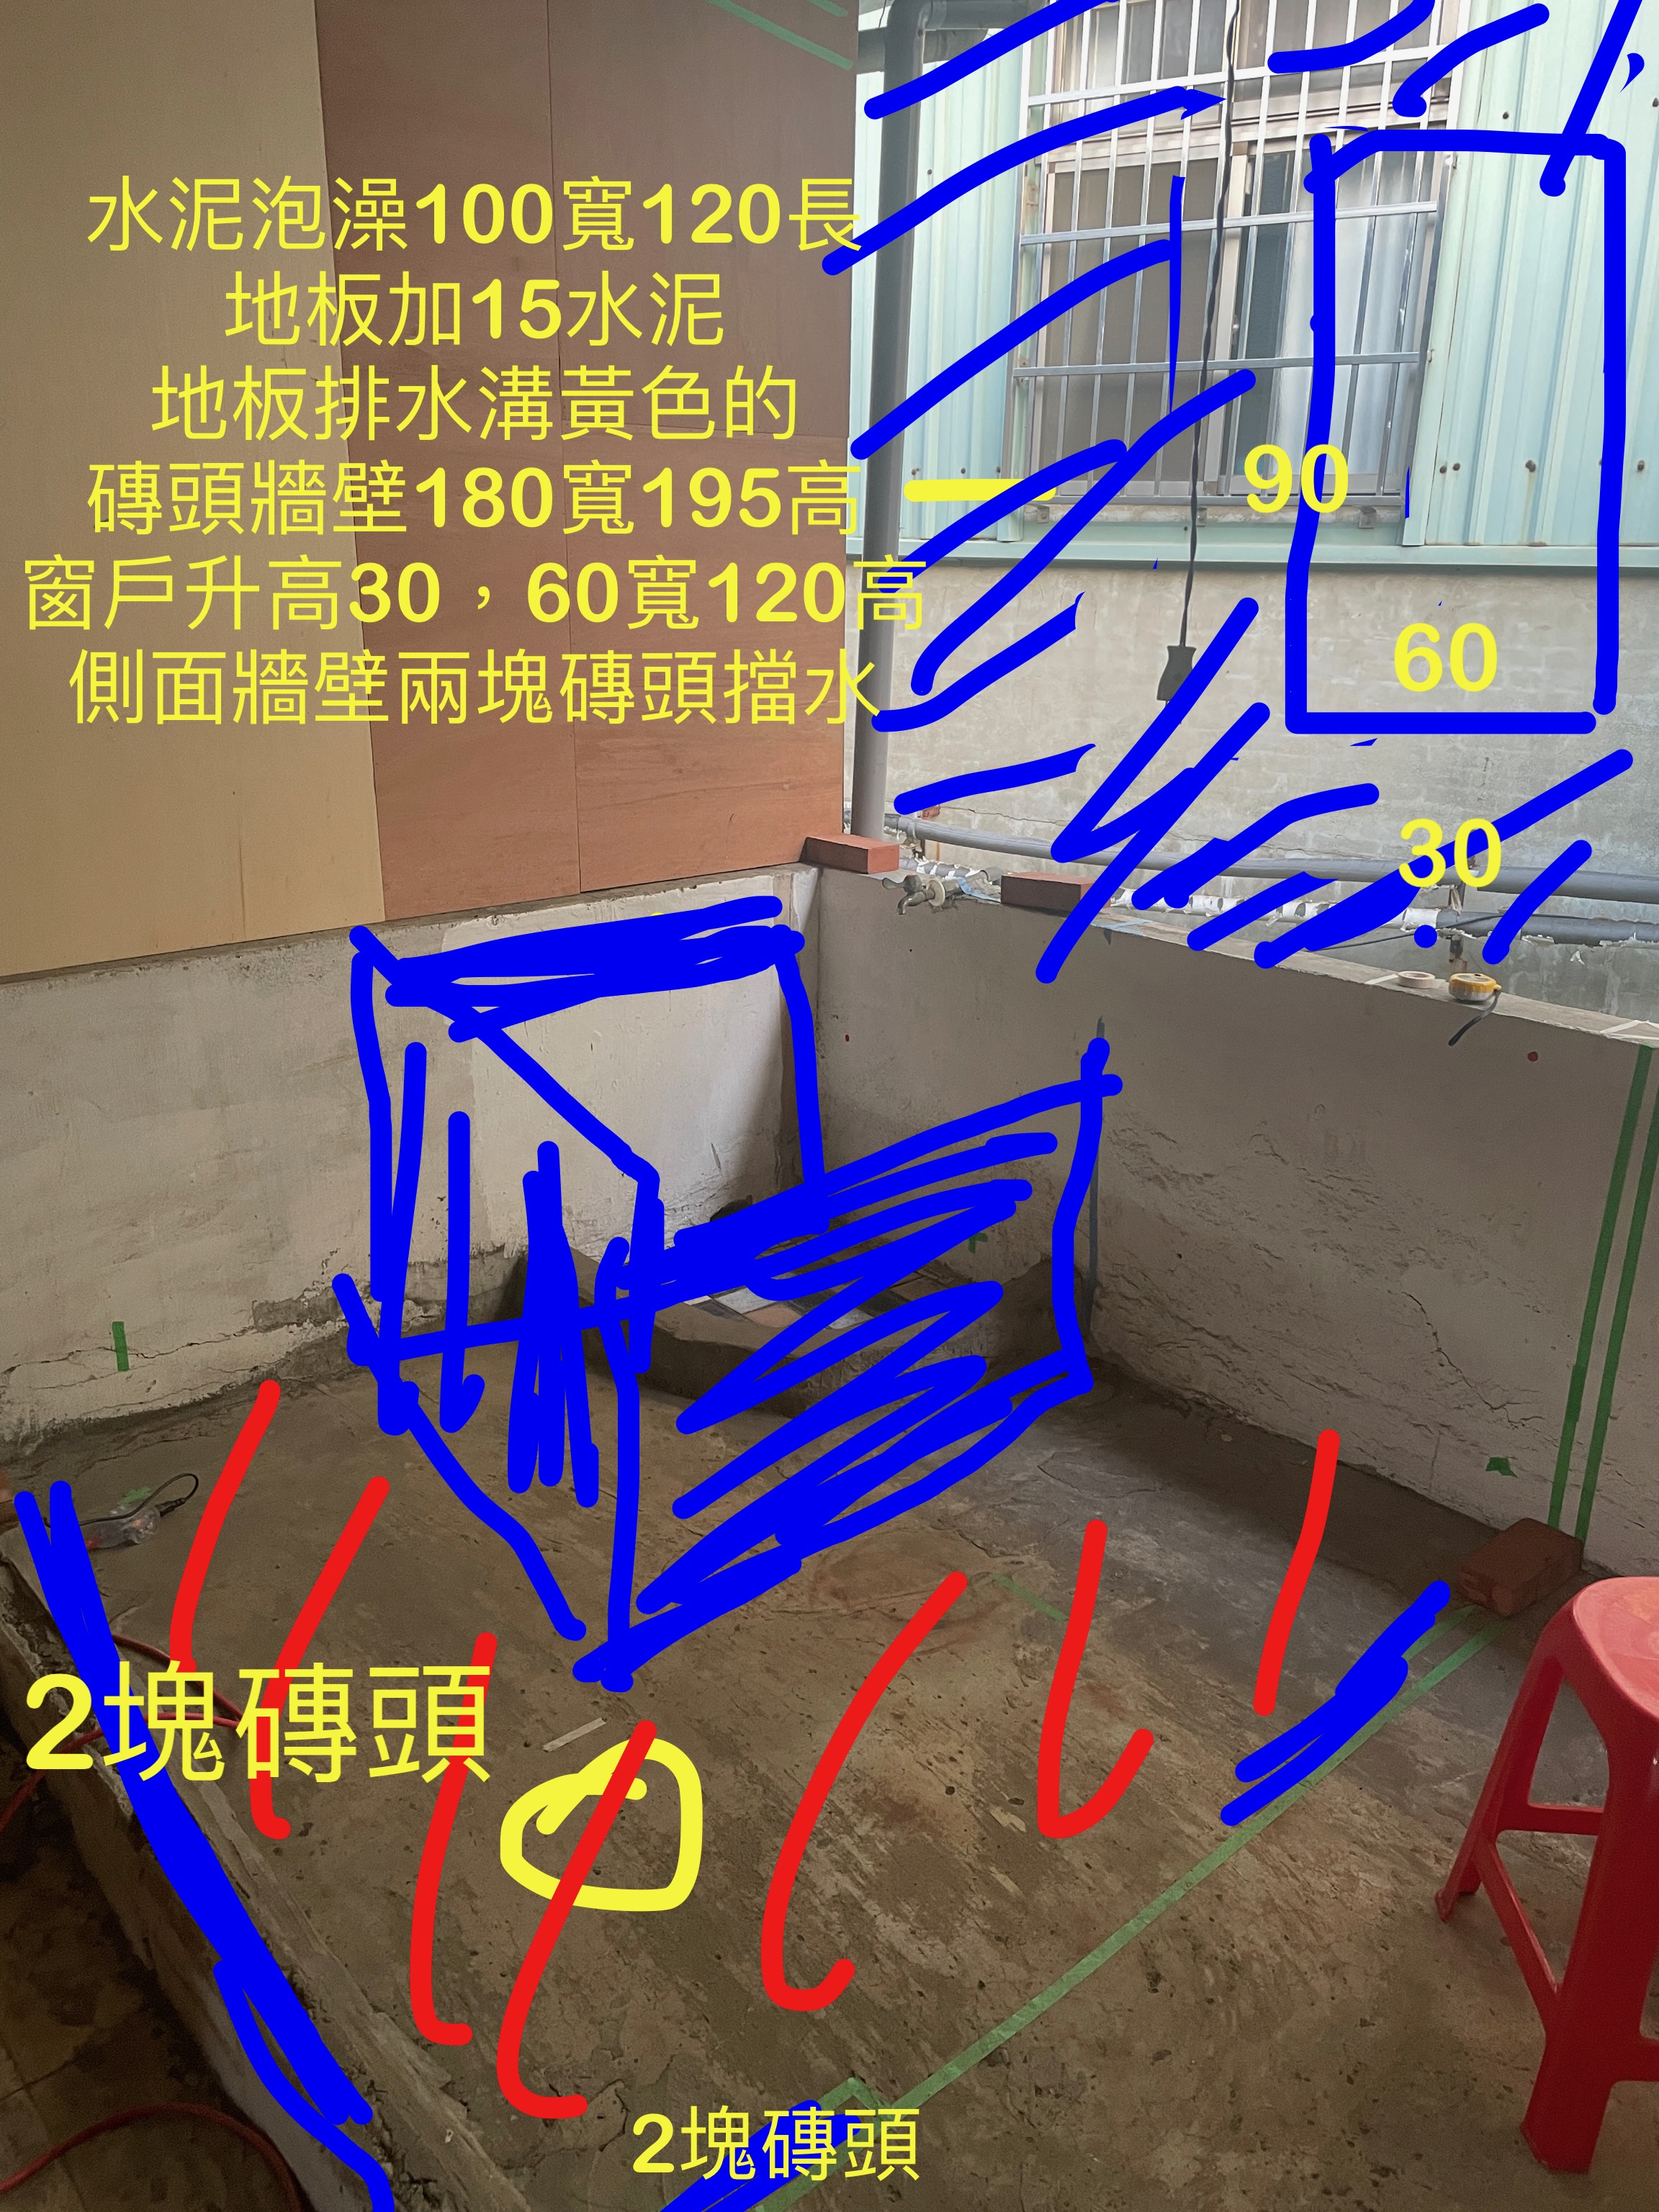 水泥泡澡100寬120長
地板加15水泥
地板排水溝黃色的
磚頭牆壁180寬195高
窗戶升高30，60寬120高
側面牆壁兩塊磚頭擋水
90
60
30
2塊磚頭
2塊磚頭